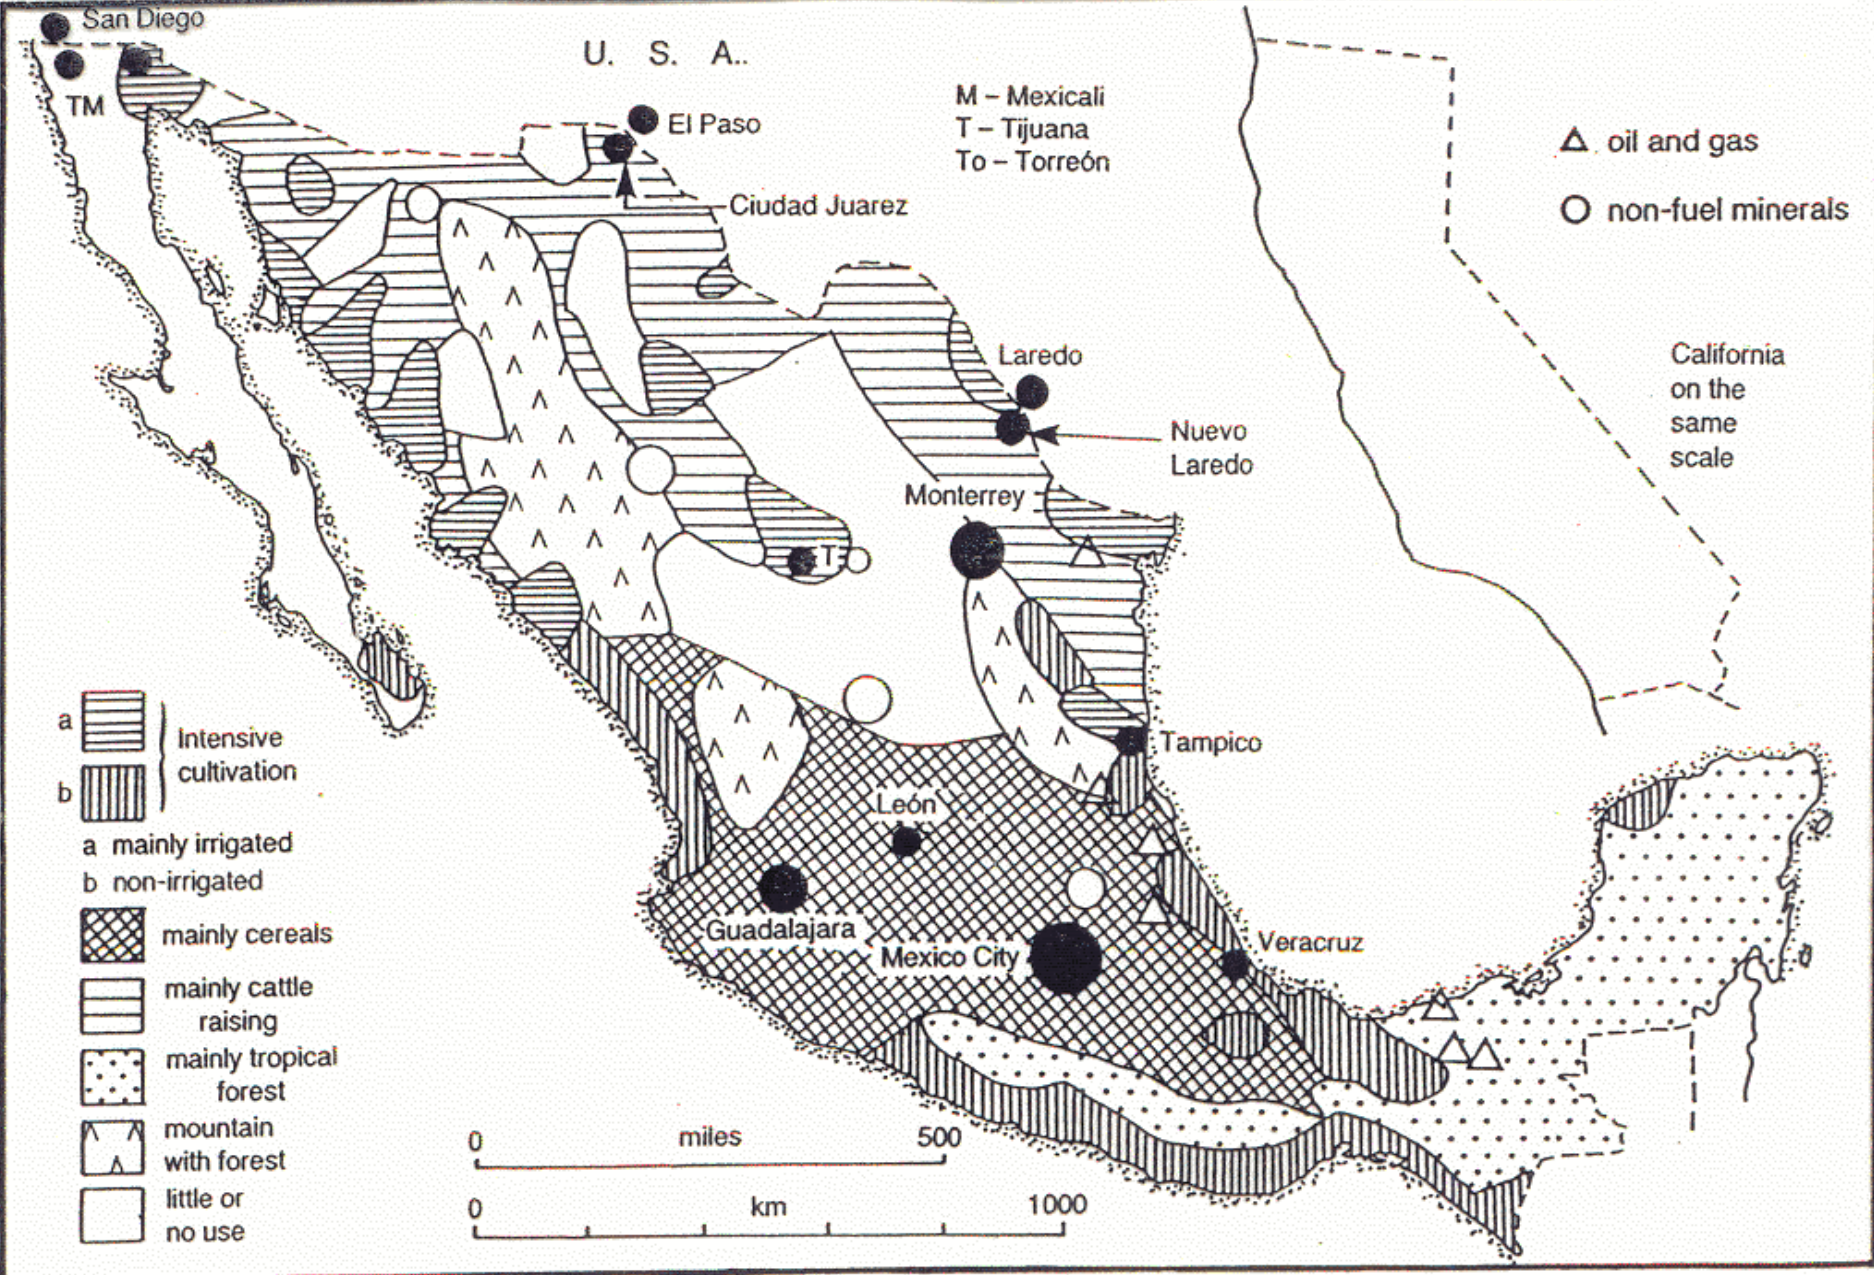 San Diego
U. S. A..
TM
El Paso
M – Mexicali
T – Tijuana
To – Torreón
oil and gas
non-fuel minerals
Ciudad Juarez
Laredo
California
on the
same
scale
Nuevo
Laredo
Monterrey
T
a
Intensive
cultivation
b
Tampico
León
a mainly irrigated
b non-irrigated
mainly cereals
Guadalajara
Mexico City
Veracruz
mainly cattle
raising
mainly tropical
forest
mountain
with forest
little or
no use
0 miles 500
0 km 1000